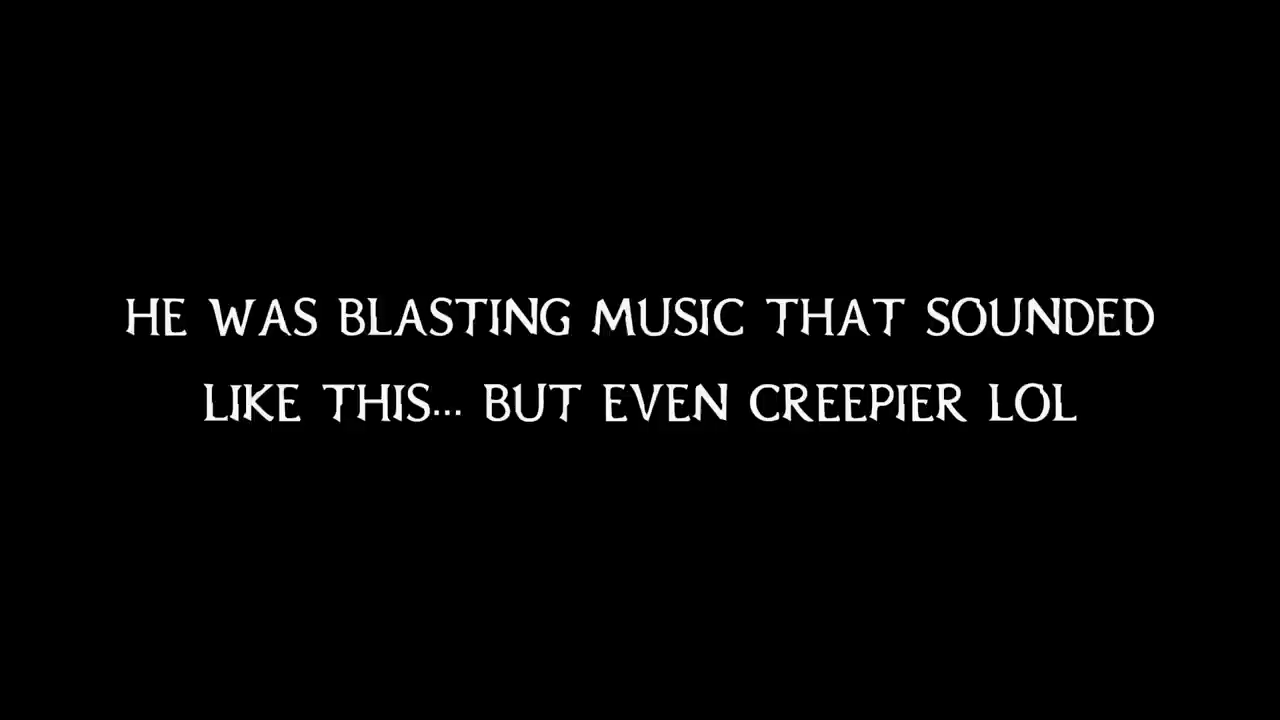 HE WAS BLASTING MUSIC THAT SOUNDED
LIKE THIS... BUT EVEN CREEPIER LOL